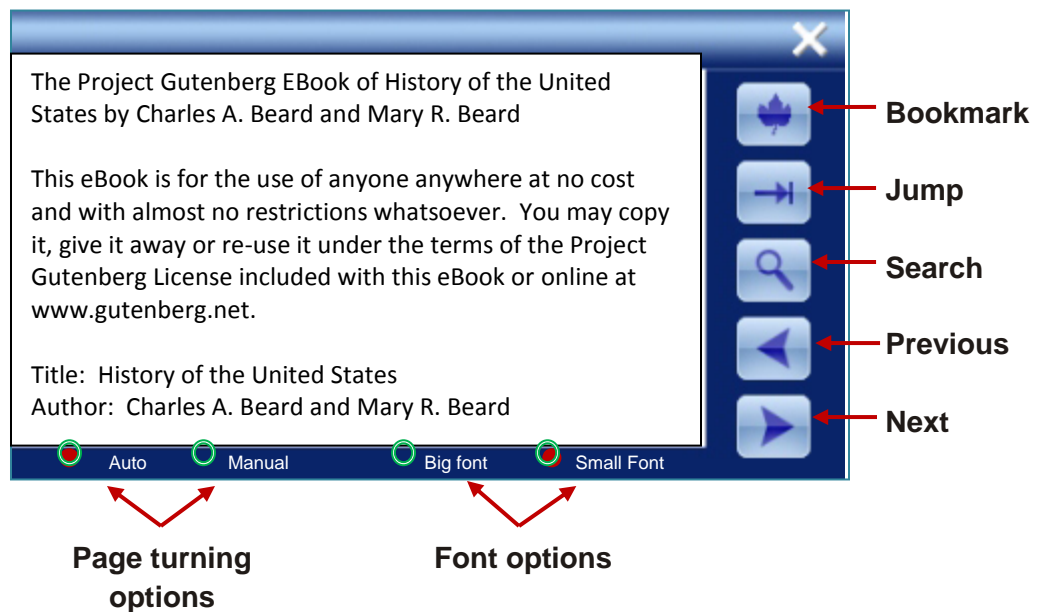 The Project Gutenberg EBook of History of the United
States by Charles A. Beard and Mary R. Beard
This eBook is for the use of anyone anywhere at no cost
and with almost no restrictions whatsoever.  You may copy
it, give it away or re-use it under the terms of the Project
Gutenberg License included with this eBook or online at
www.gutenberg.net.
Title:  History of the United States
Author:  Charles A. Beard and Mary R. Beard
Auto
Manual
Big font
Small Font
Bookmark
Jump
Search
Previous
Next
Page turning
options
Font options